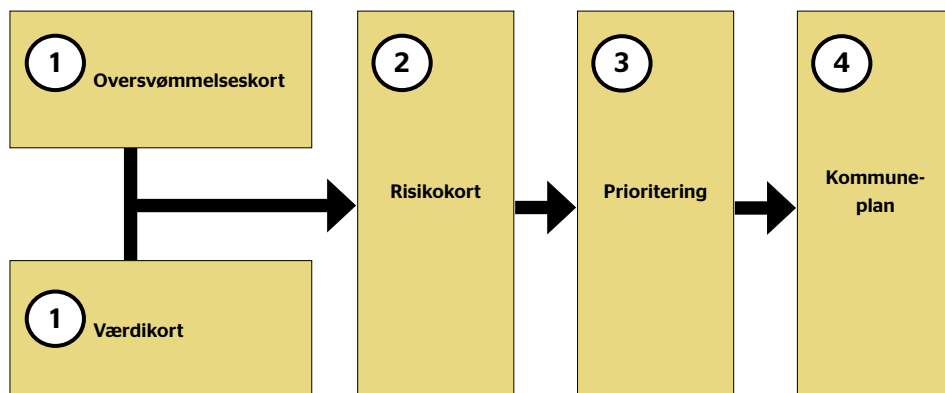 1
Oversvømmelseskort
1
Værdikort
2
Risikokort
3
Prioritering
4
Kommune-
plan